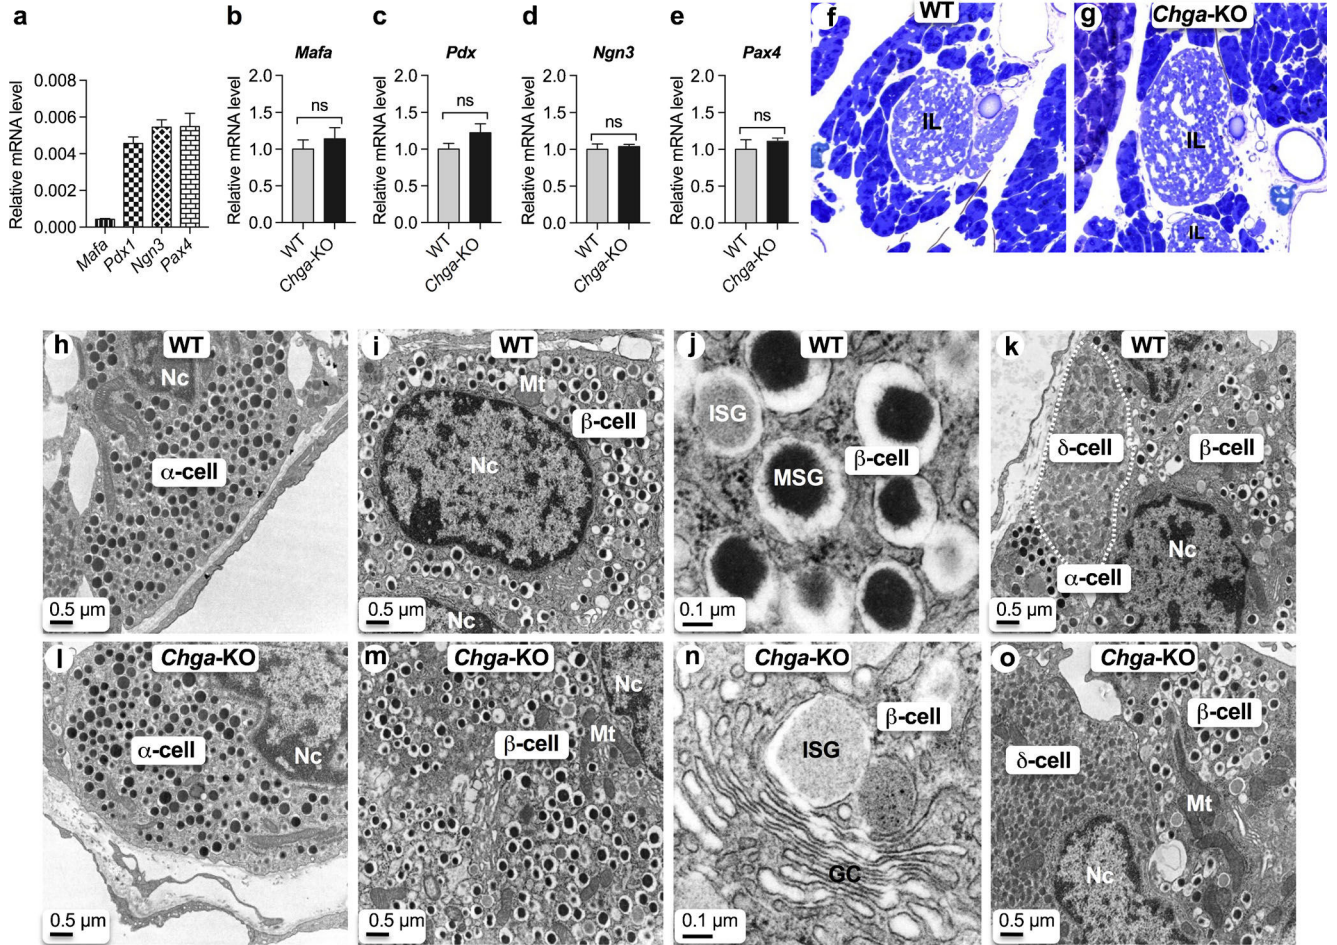 a
b
c
d
e
f
WT
g
Chga-KO
Mafa
Pdx
Ngn3
Pax4
Relative mRNA level
0.008
0.006
0.004
0.002
0.000
Mafa
Pdx1
Ngn3
Pax4
Relative mRNA level
2.0
1.5
1.0
0.5
0.0
ns
WT
Chga-KO
Relative mRNA level
2.0
1.5
1.0
0.5
0.0
ns
WT
Chga-KO
Relative mRNA level
2.0
1.5
1.0
0.5
0.0
ns
WT
Chga-KO
Relative mRNA level
2.0
1.5
1.0
0.5
0.0
ns
WT
Chga-KO
IL
IL
IL
h
WT
Nc
α-cell
0.5 µm
i
WT
Mt
β-cell
Nc
Nc
0.5 µm
j
WT
ISG
β-cell
MSG
0.1 µm
k
WT
δ-cell
β-cell
Nc
α-cell
0.5 µm
l
Chga-KO
α-cell
Nc
0.5 µm
m
Chga-KO
Nc
β-cell
Mt
0.5 µm
n
Chga-KO
β-cell
ISG
GC
0.1 µm
o
Chga-KO
β-cell
δ-cell
Mt
Nc
0.5 µm